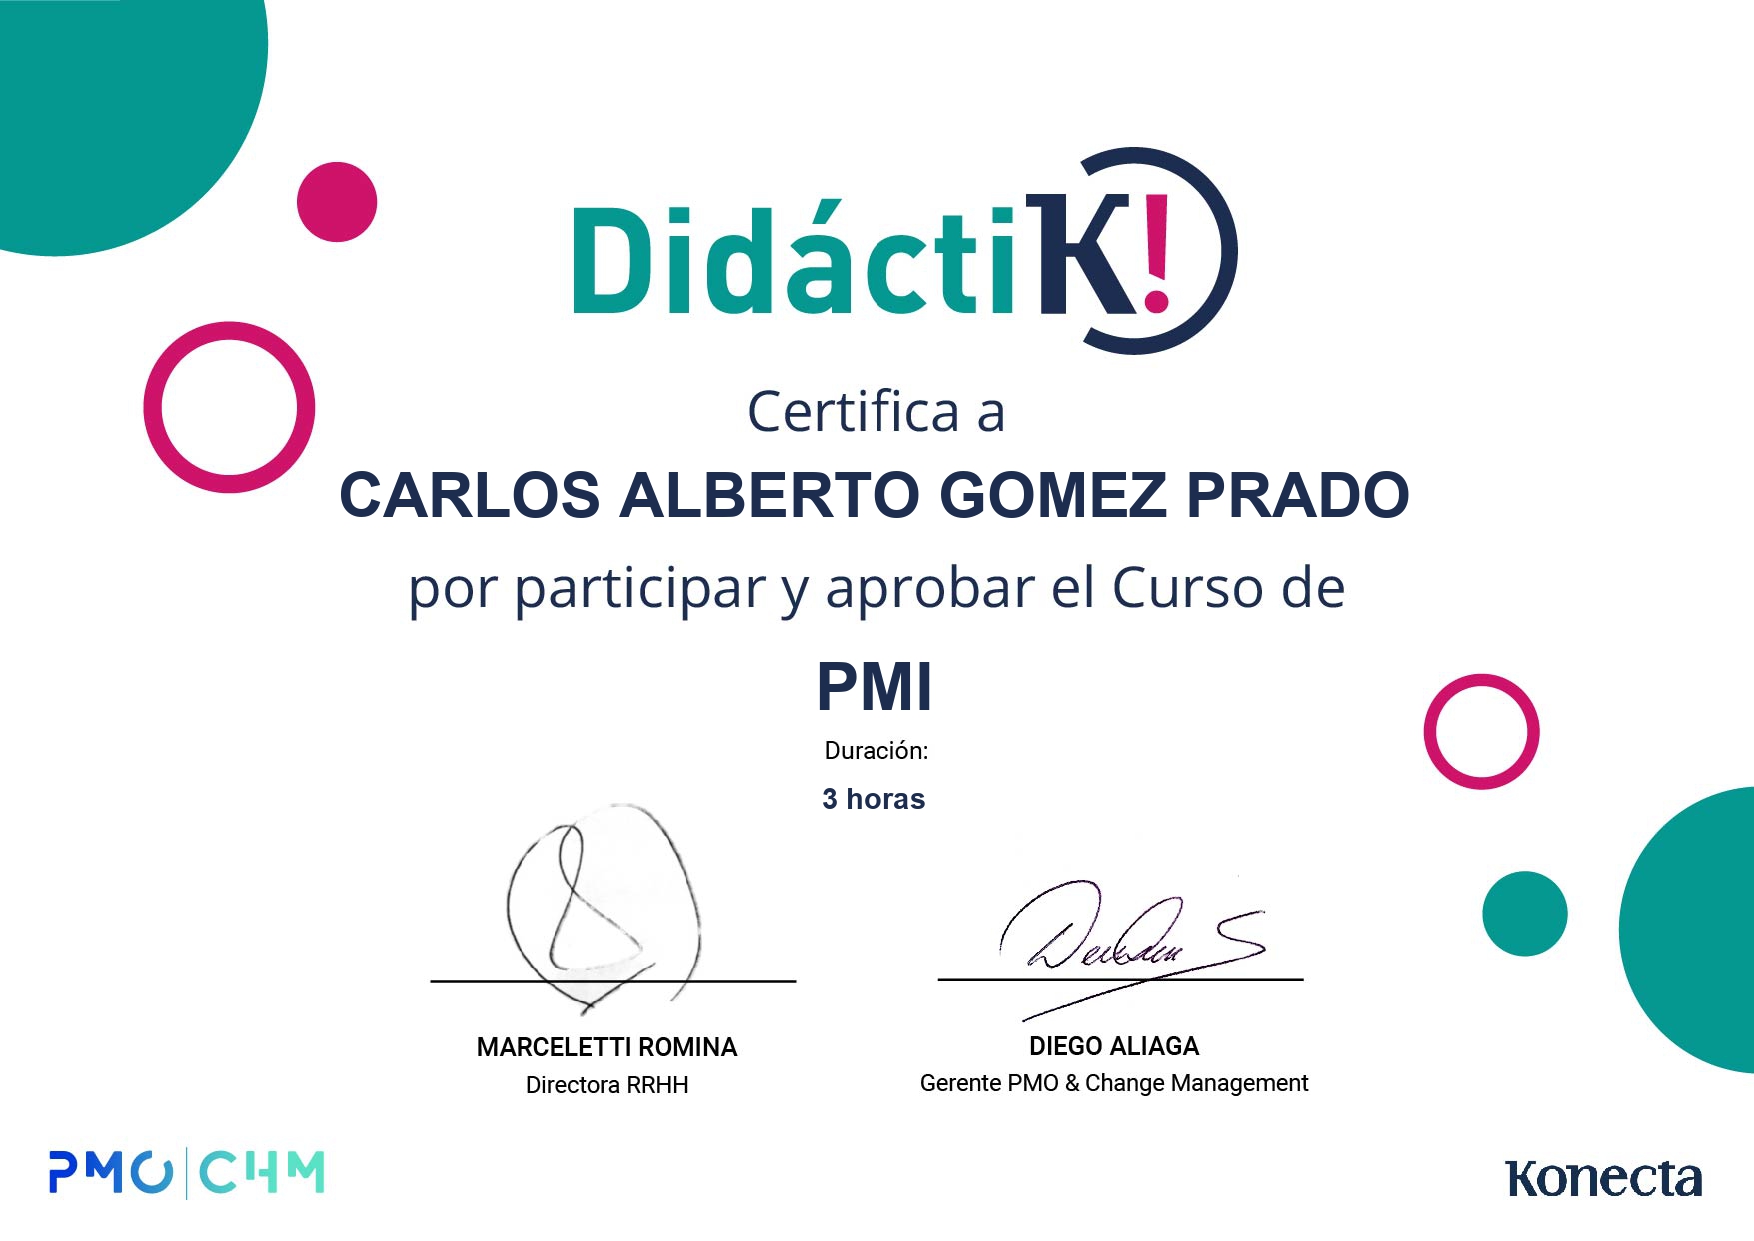 DidáctiK!
Certifica a
CARLOS ALBERTO GOMEZ PRADO
por participar y aprobar el Curso de
PMI
Duración:
3 horas
MARCELETTI ROMINA
Directora RRHH
DIEGO ALIAGA
Gerente PMO & Change Management
PMO | CHM
Konecta